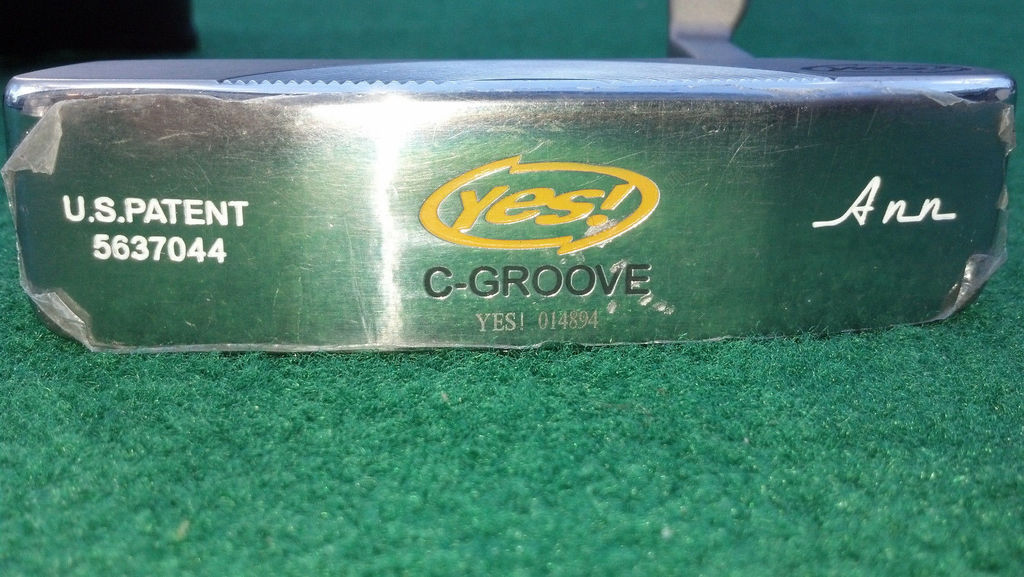 U.S.PATENT
5637044
yes!
C-GROOVE
YES! 014894
Ann